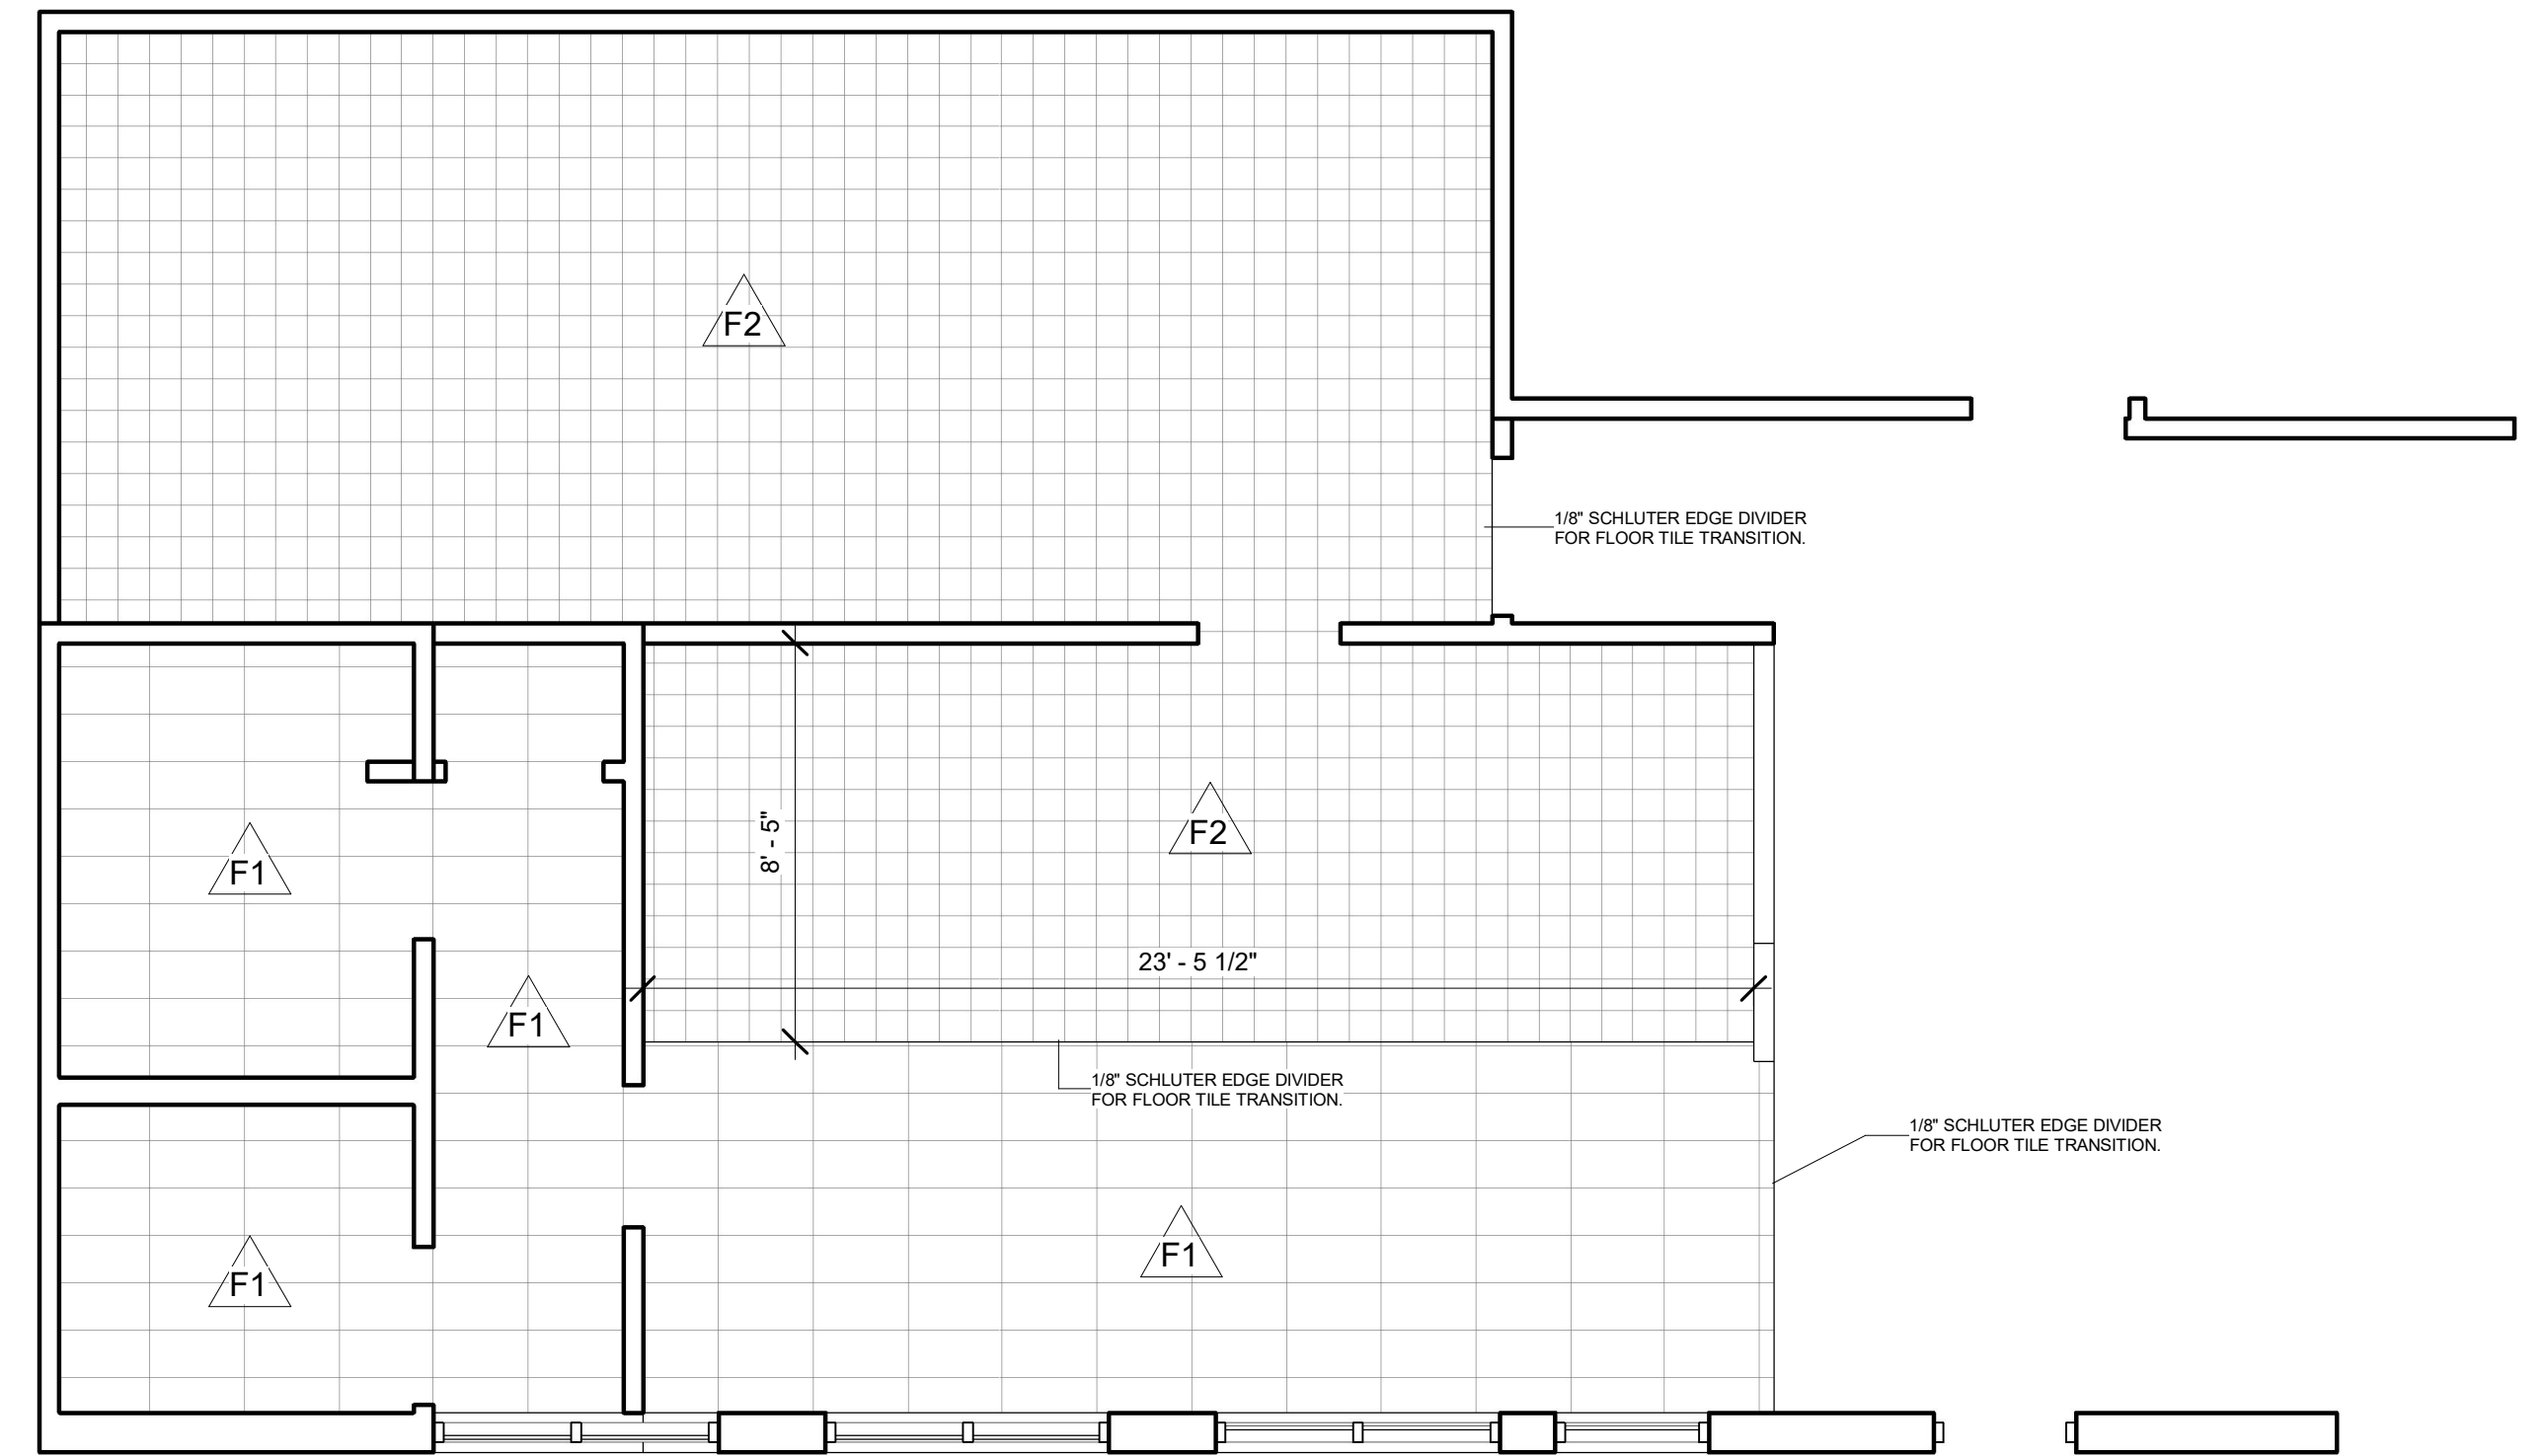 F2
1/8" SCHLUTER EDGE DIVIDER
FOR FLOOR TILE TRANSITION.
8' - 5"
F2
F1
23' - 5 1/2"
F1
1/8" SCHLUTER EDGE DIVIDER
FOR FLOOR TILE TRANSITION.
1/8" SCHLUTER EDGE DIVIDER
FOR FLOOR TILE TRANSITION.
F1
F1